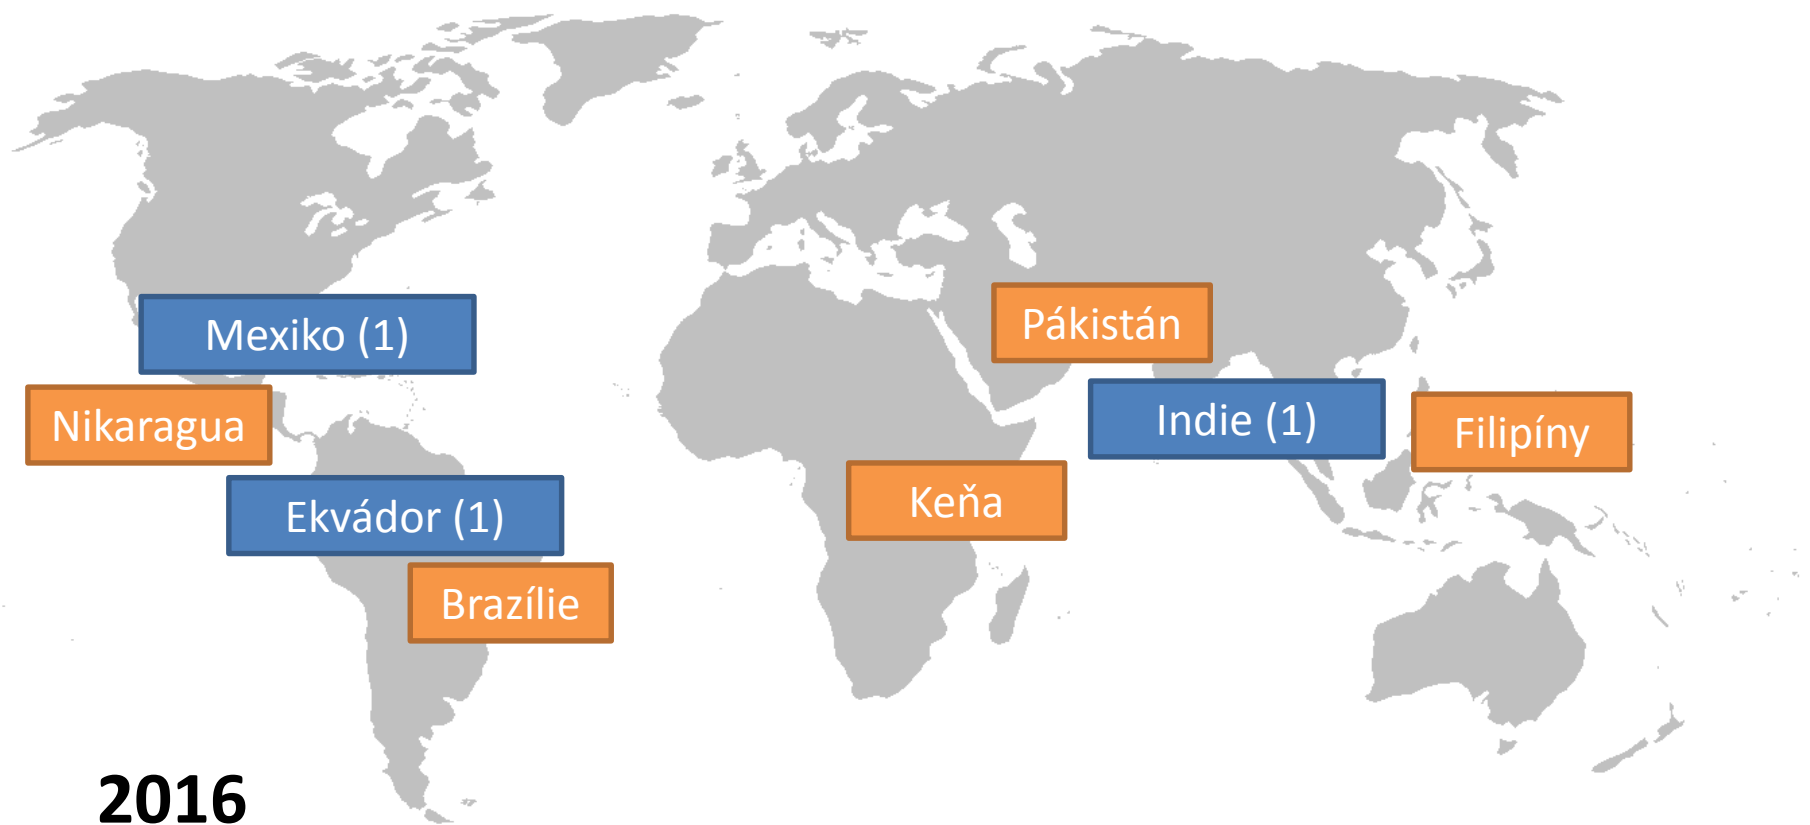 Mexiko (1)
Pákistán
Nikaragua
Indie (1)
Filipíny
Ekvádor (1)
Keňa
Brazílie
2016